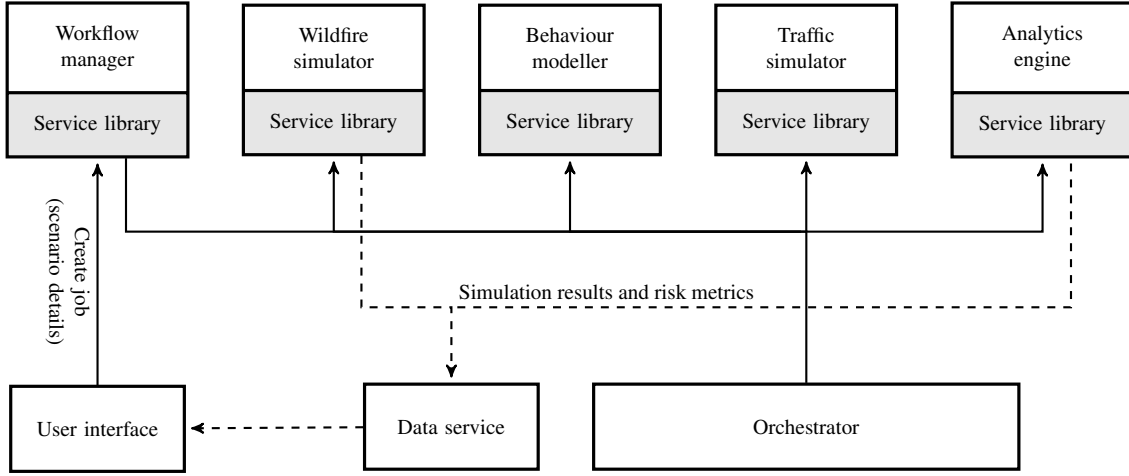 Workflow
manager
Wildfire
simulator
Behaviour
modeller
Traffic
simulator
Analytics
engine
Service library
Service library
Service library
Service library
Service library
Create job
(scenario details)
Simulation results and risk metrics
User interface
Data service
Orchestrator